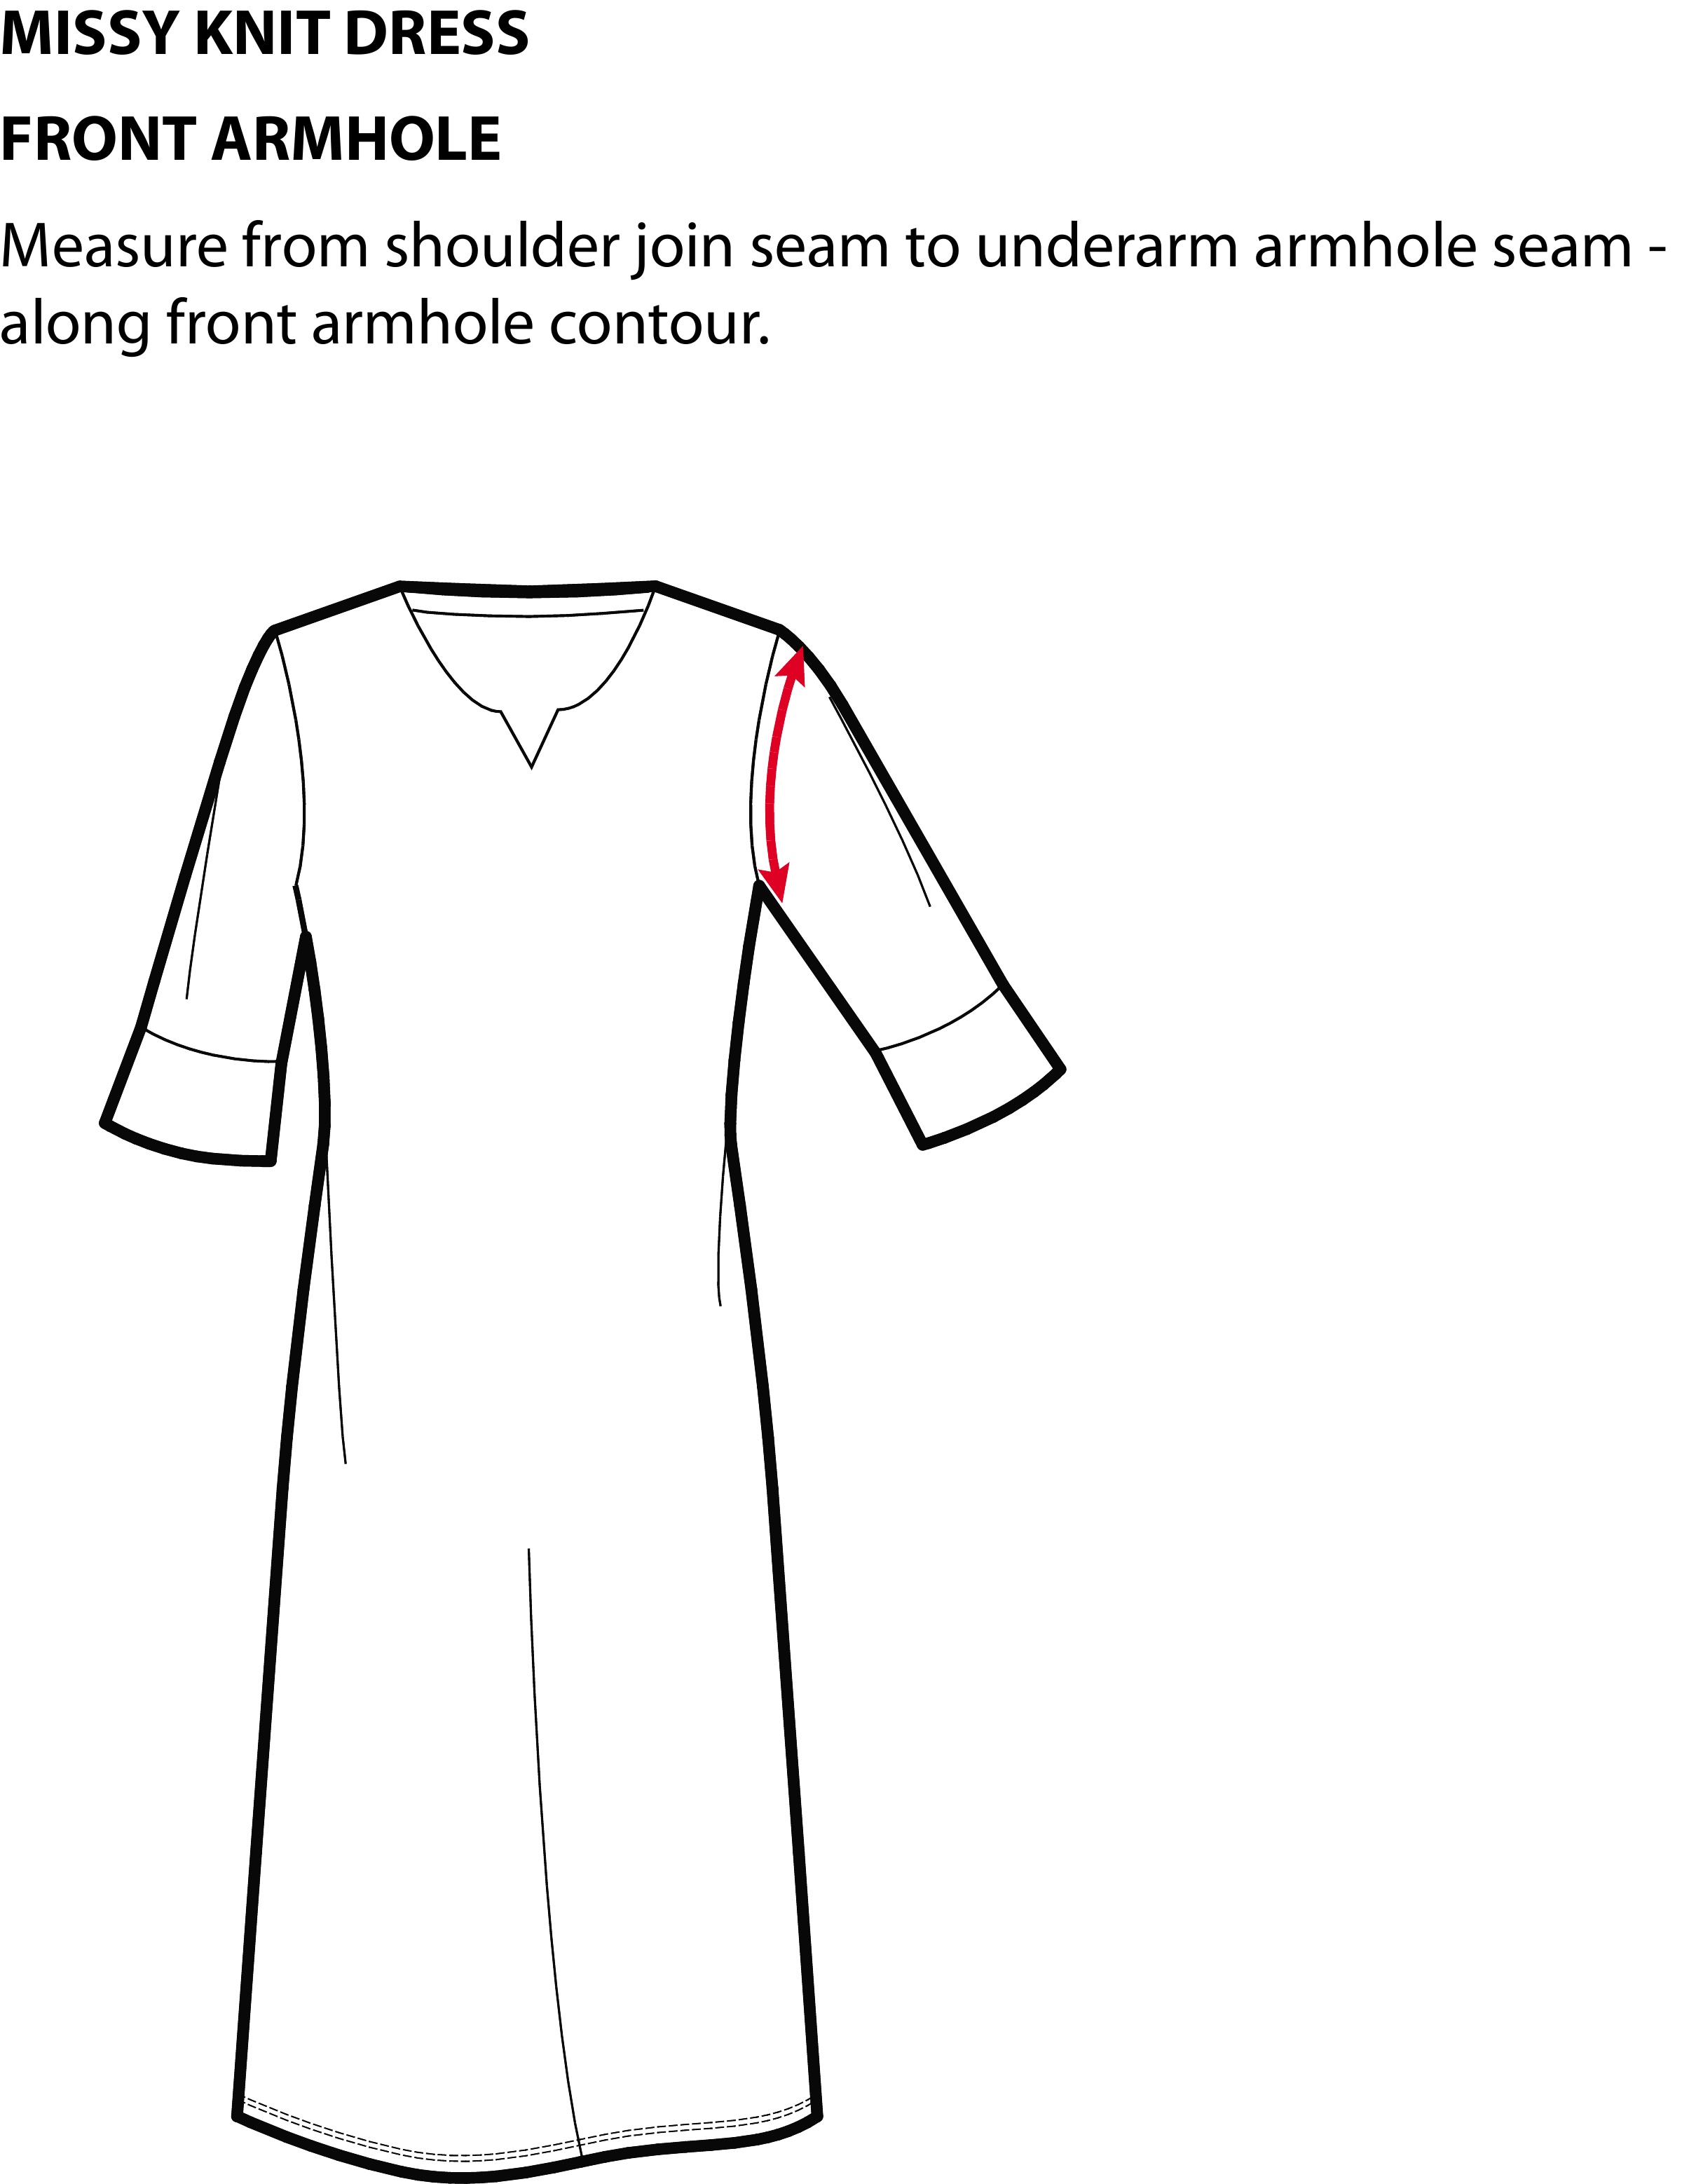 MISSY KNIT DRESS
FRONT ARMHOLE
Measure from shoulder join seam to underarm armhole seam -
along front armhole contour.